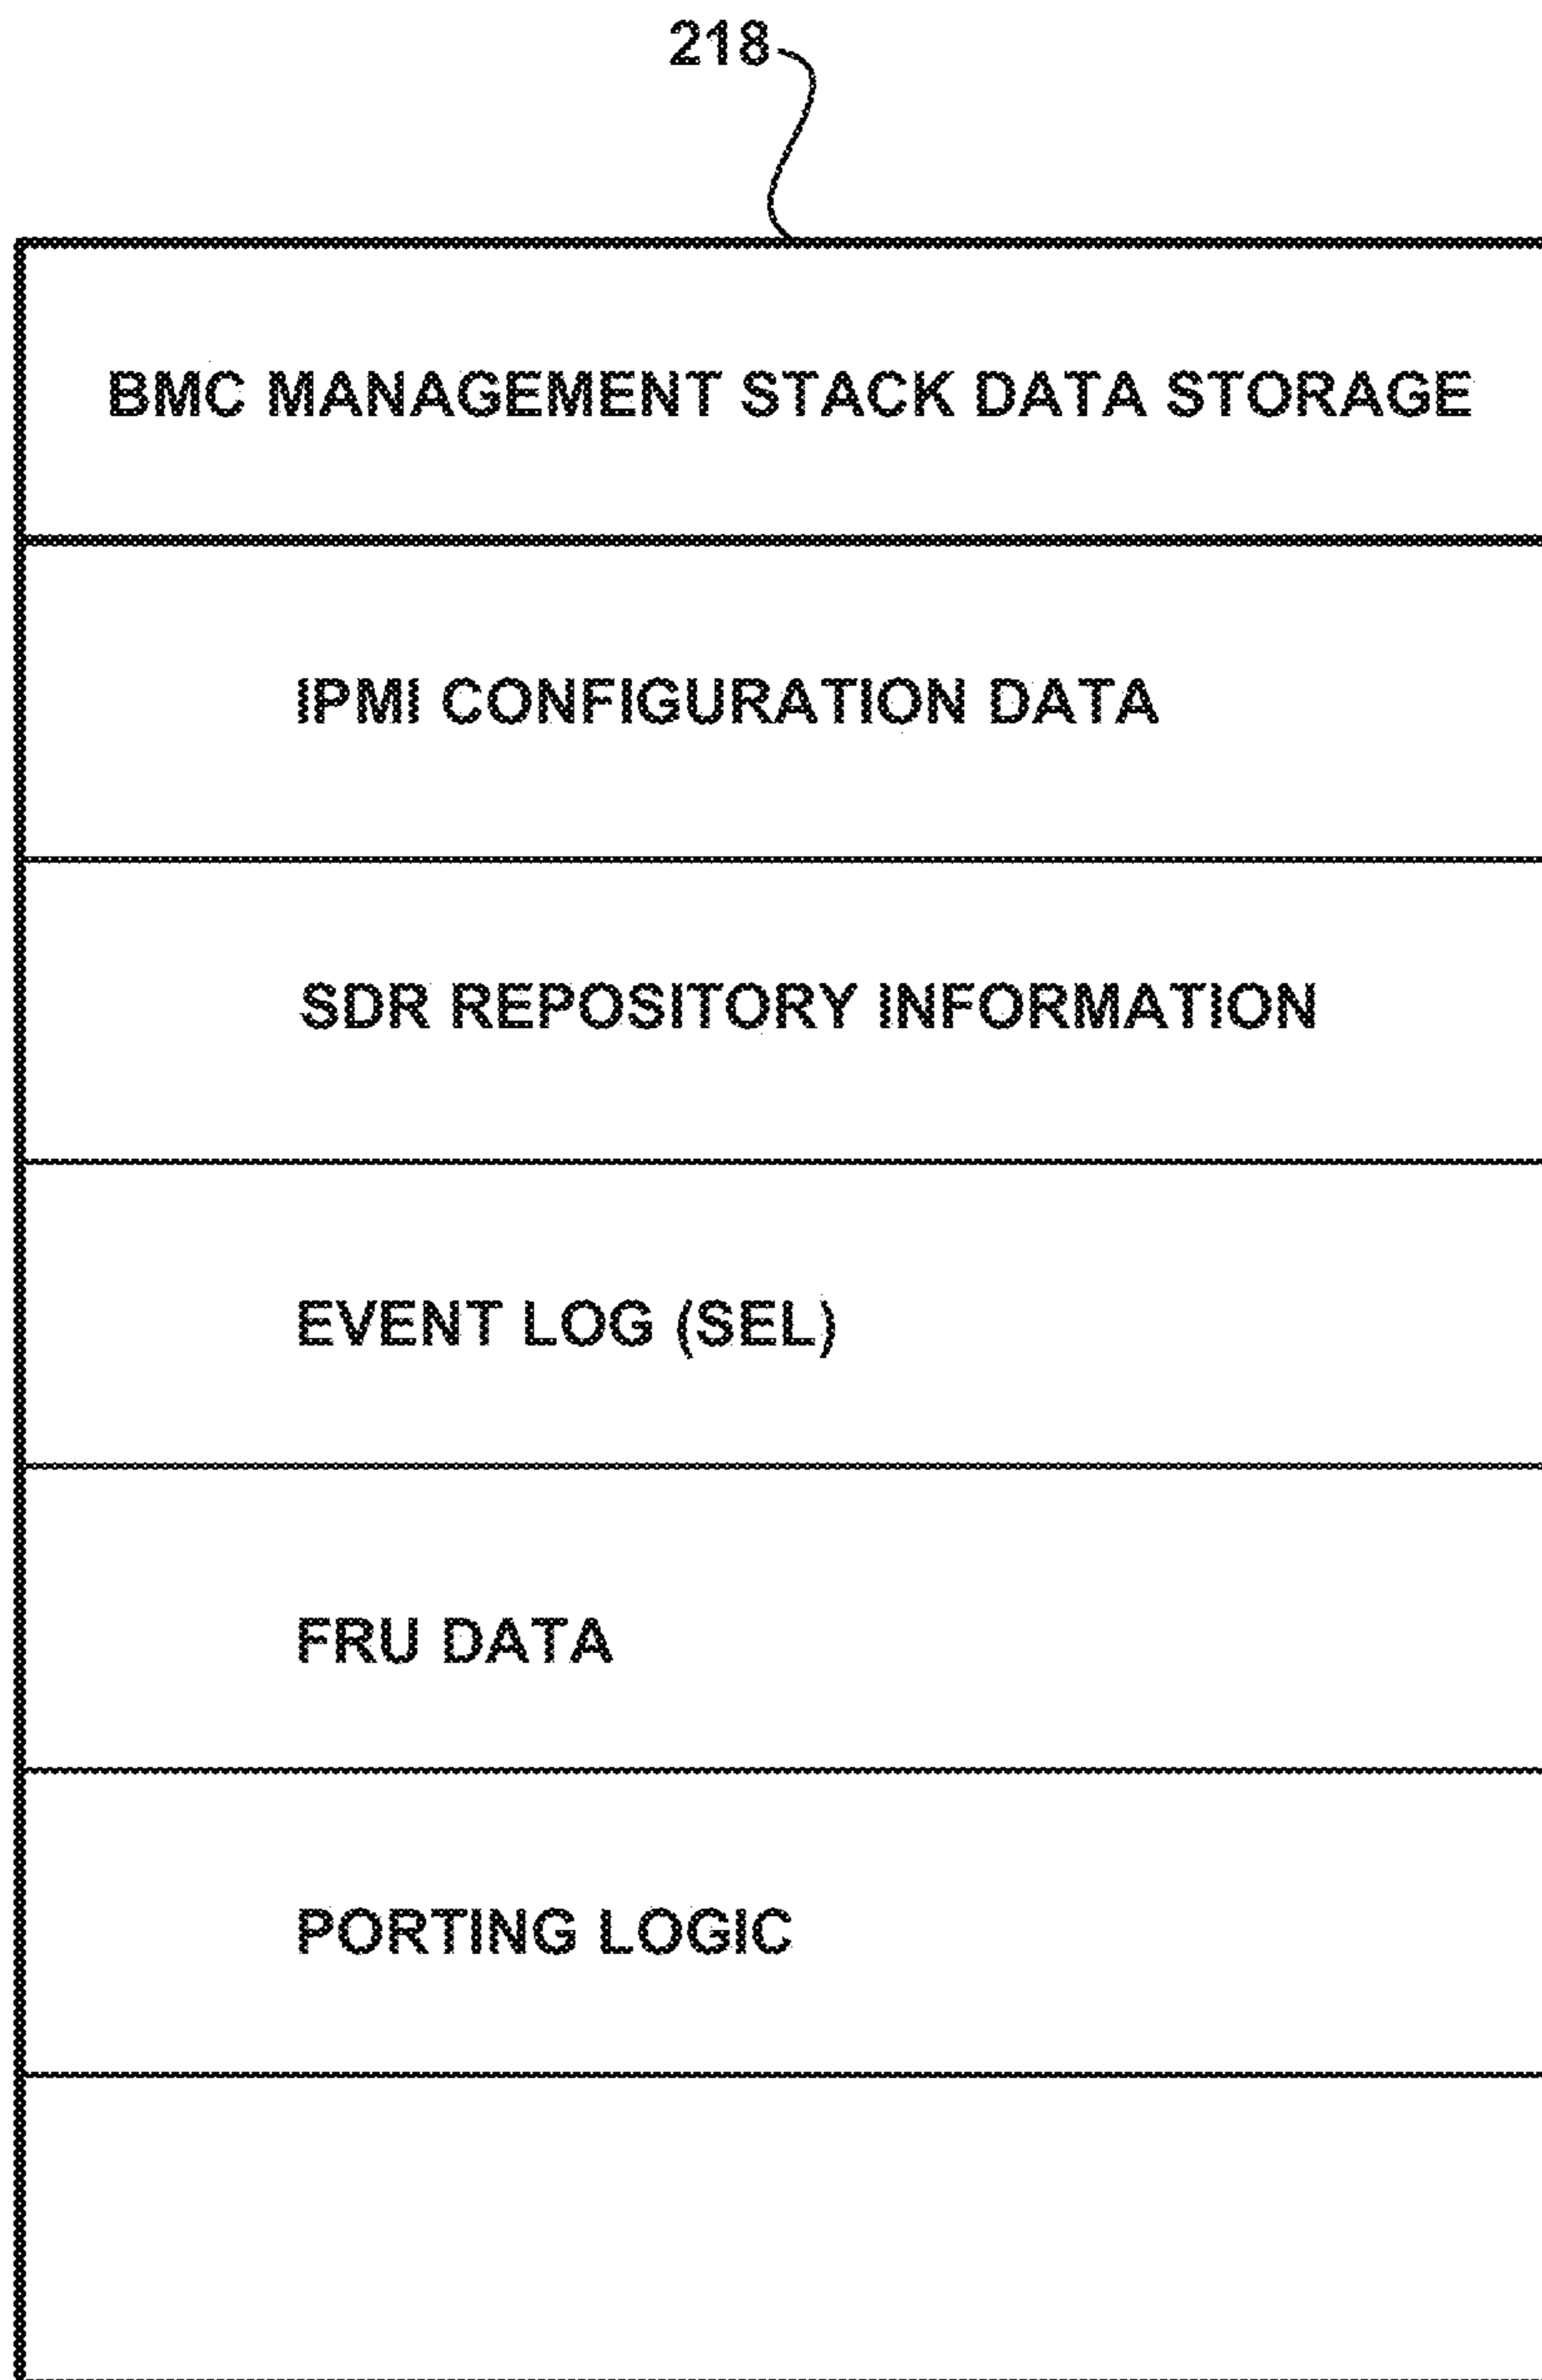 218
BMC MANAGEMENT STACK DATA STORAGE
IPMI CONFIGURATION DATA
SDR REPOSITORY INFORMATION
EVENT LOG (SEL)
FRU DATA
PORTING LOGIC